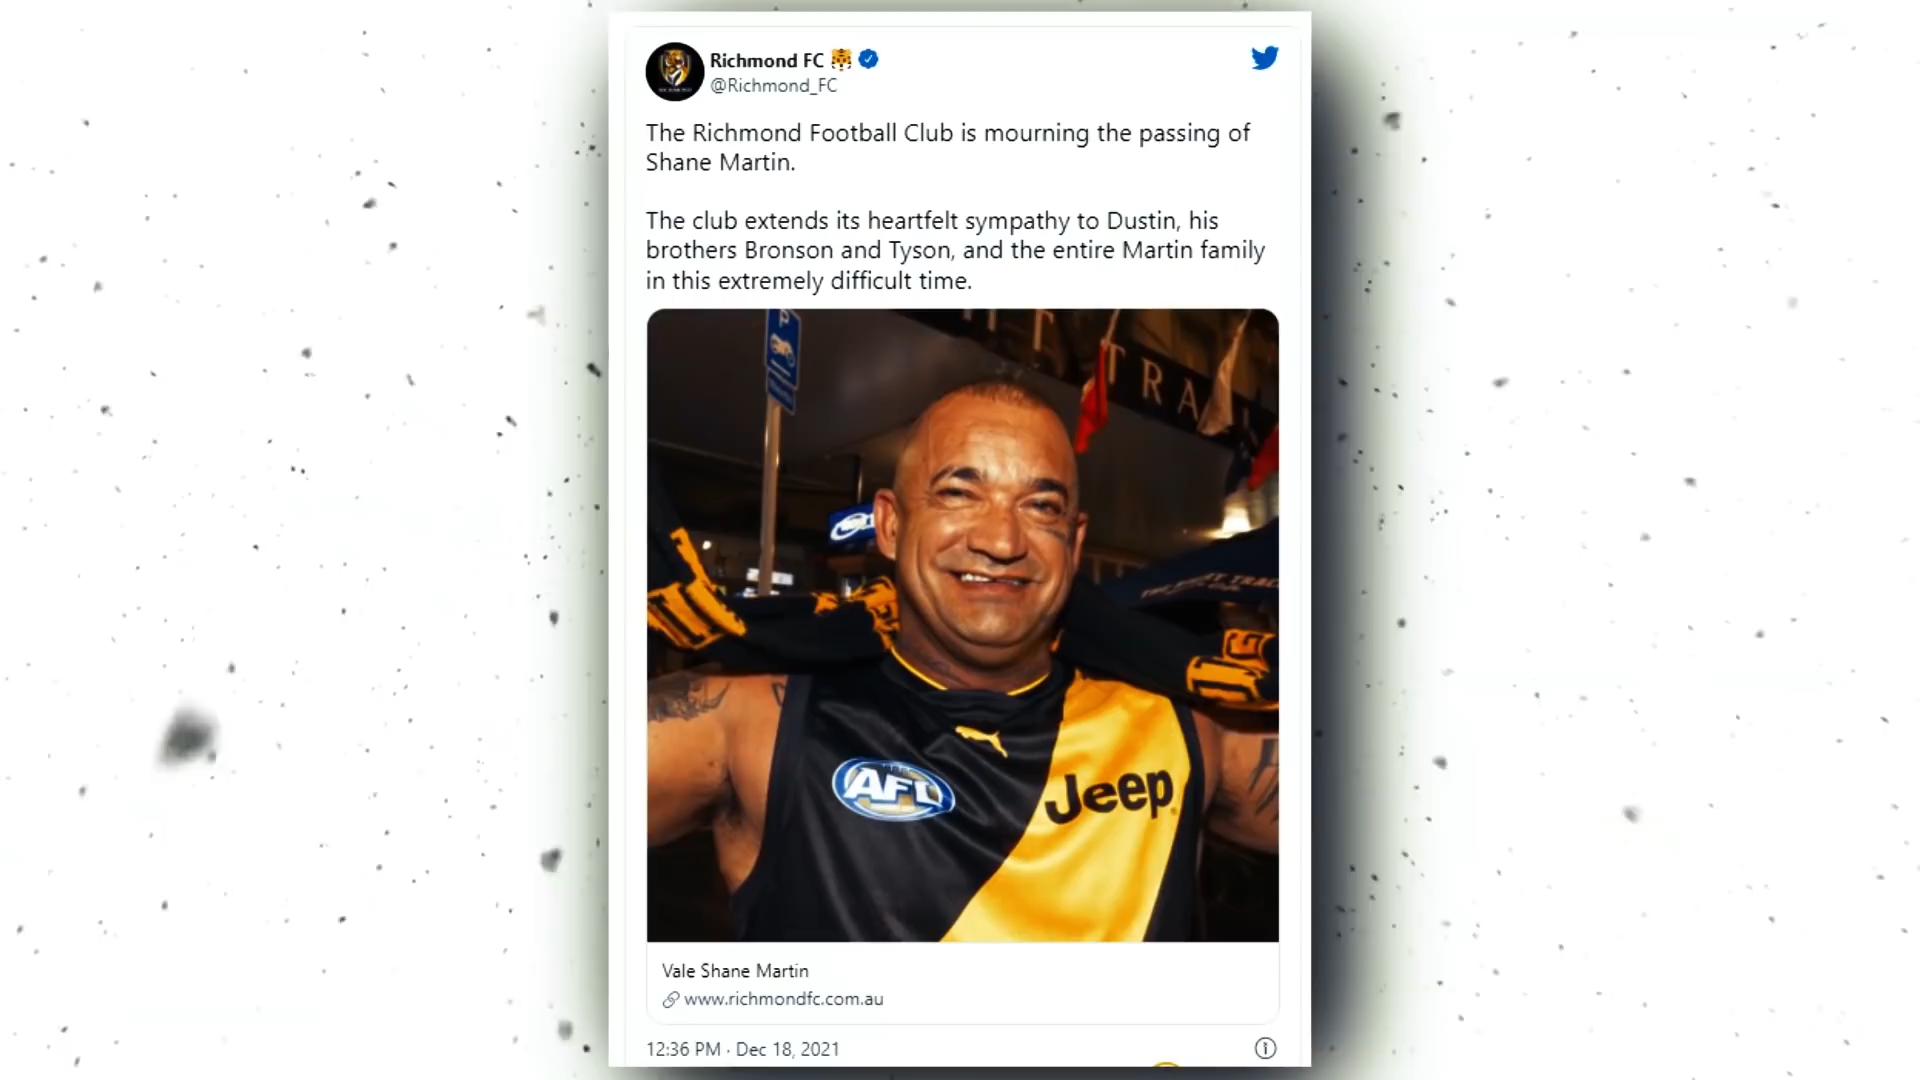 Richmond FC
@Richmond_FC
The Richmond Football Club is mourning the passing of
Shane Martin.
The club extends its heartfelt sympathy to Dustin, his
brothers Bronson and Tyson, and the entire Martin family
in this extremely difficult time.
P
TRA
AFL
Jeep
Vale Shane Martin
www.richmondfc.com.au
12:36 PM · Dec 18, 2021